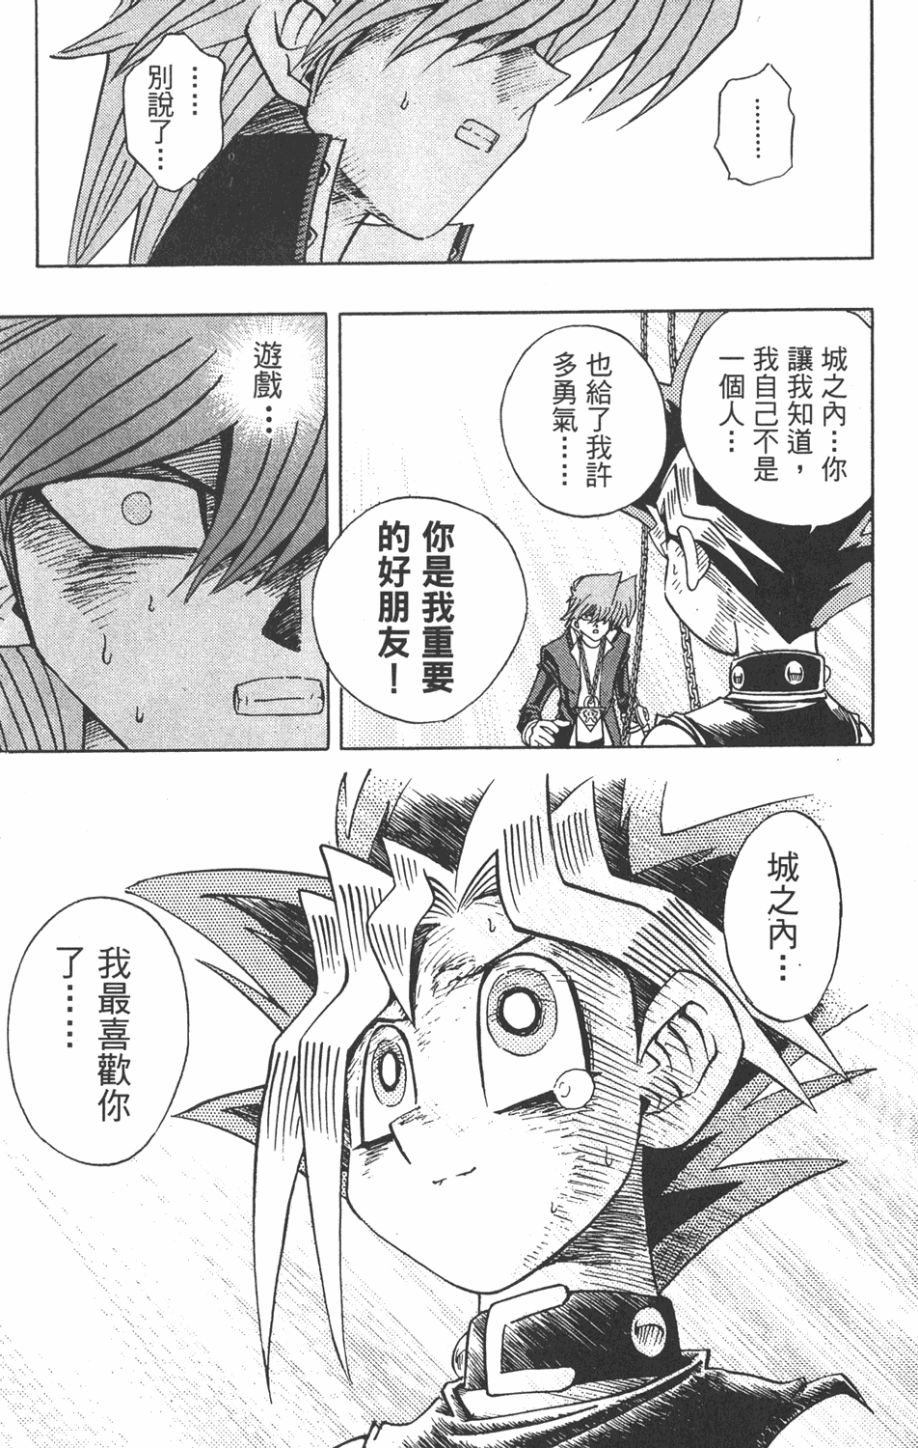 ………
……
別說了…
城之內…你
讓我知道，
我自己不是
一個人…
也給了我許
多勇氣……
你是我重要
的好朋友！
遊戲…
城之內…
我最喜歡你
了……